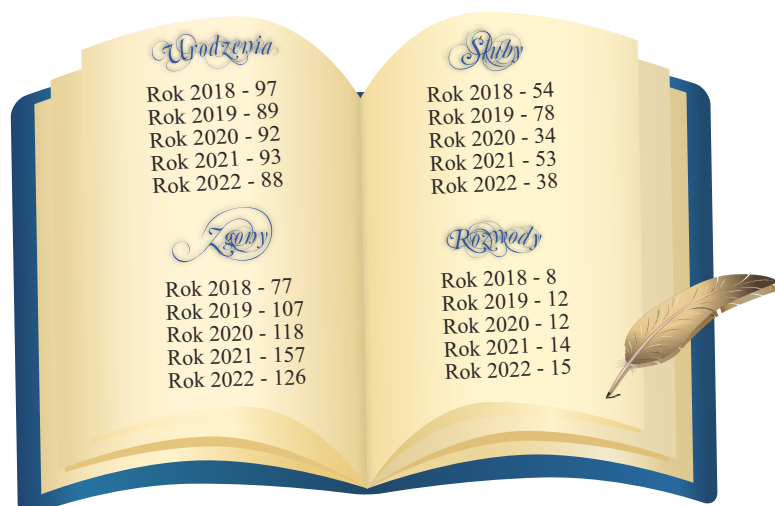 Urodzenia
Rok 2018 - 97
Rok 2019 - 89
Rok 2020 - 92
Rok 2021 - 93
Rok 2022 - 88
Zgony
Rok 2018 - 77
Rok 2019 - 107
Rok 2020 - 118
Rok 2021 - 157
Rok 2022 - 126
Śluby
Rok 2018 - 54
Rok 2019 - 78
Rok 2020 - 34
Rok 2021 - 53
Rok 2022 - 38
Rozwody
Rok 2018 - 8
Rok 2019 - 12
Rok 2020 - 12
Rok 2021 - 14
Rok 2022 - 15